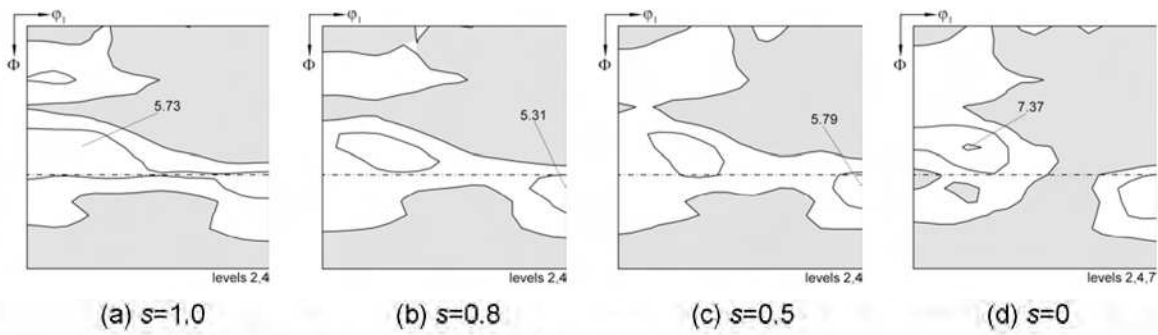 φ1 φ1 φ1 φ1
Φ Φ Φ Φ
5.73 5.31 5.79 7.37
levels 2,4 levels 2,4 levels 2,4 levels 2,4,7
(a) s=1,0 (b) s=0.8 (c) s=0.5 (d) s=0